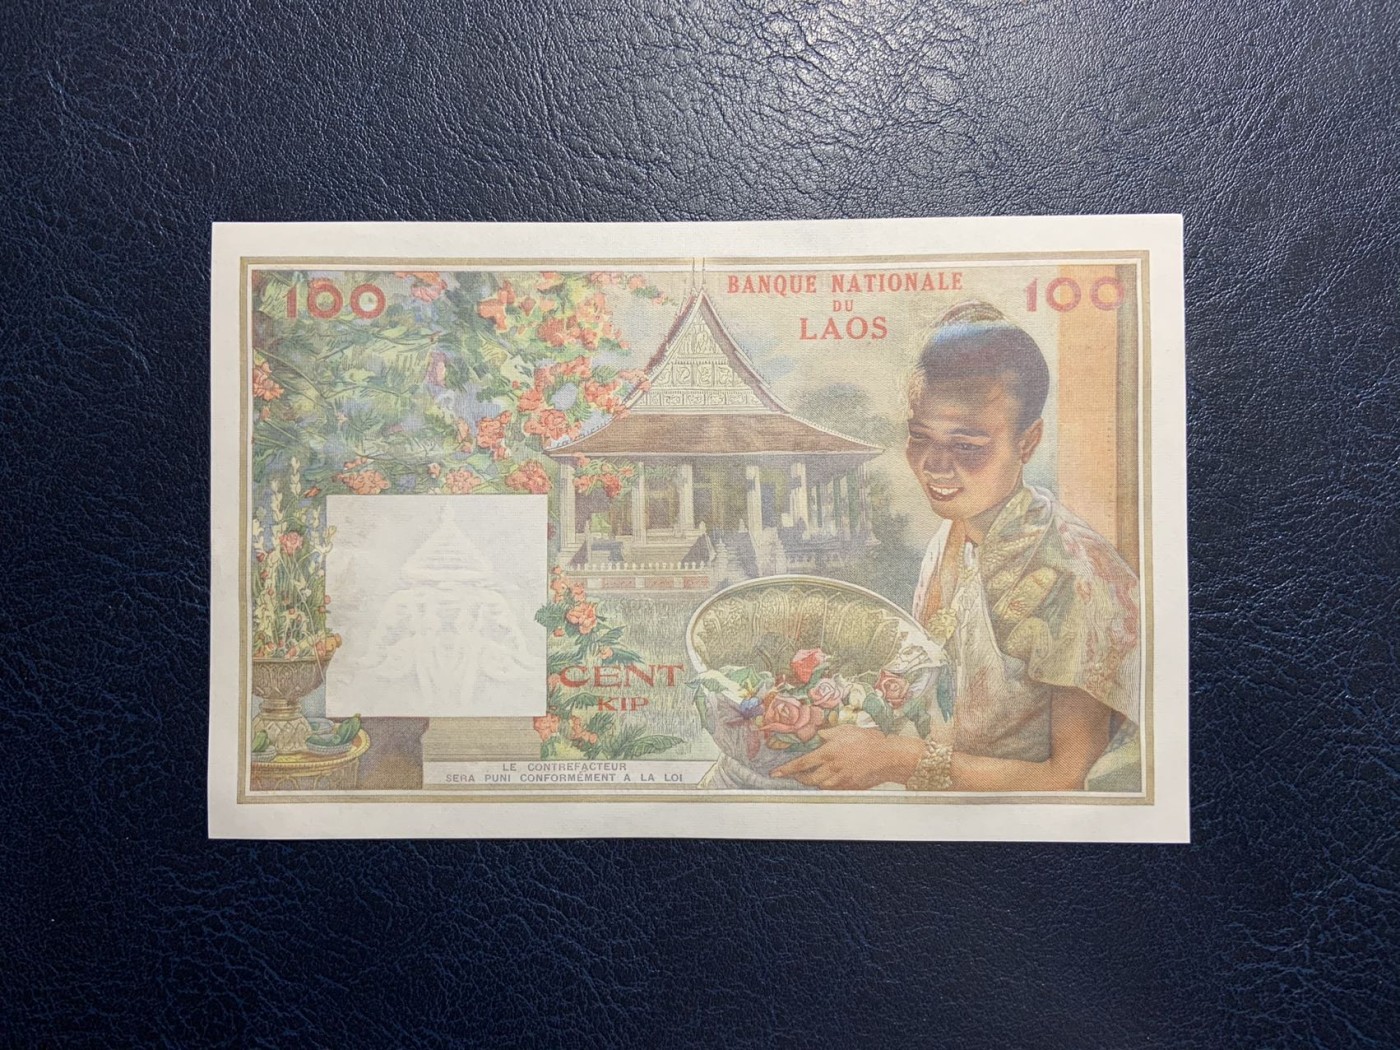 100
BANQUE NATIONALE
DU
LAOS
100
CENT
KIP
LE CONTREFACTEUR
SERA PUNI CONFORMÉMENT A LA LOI